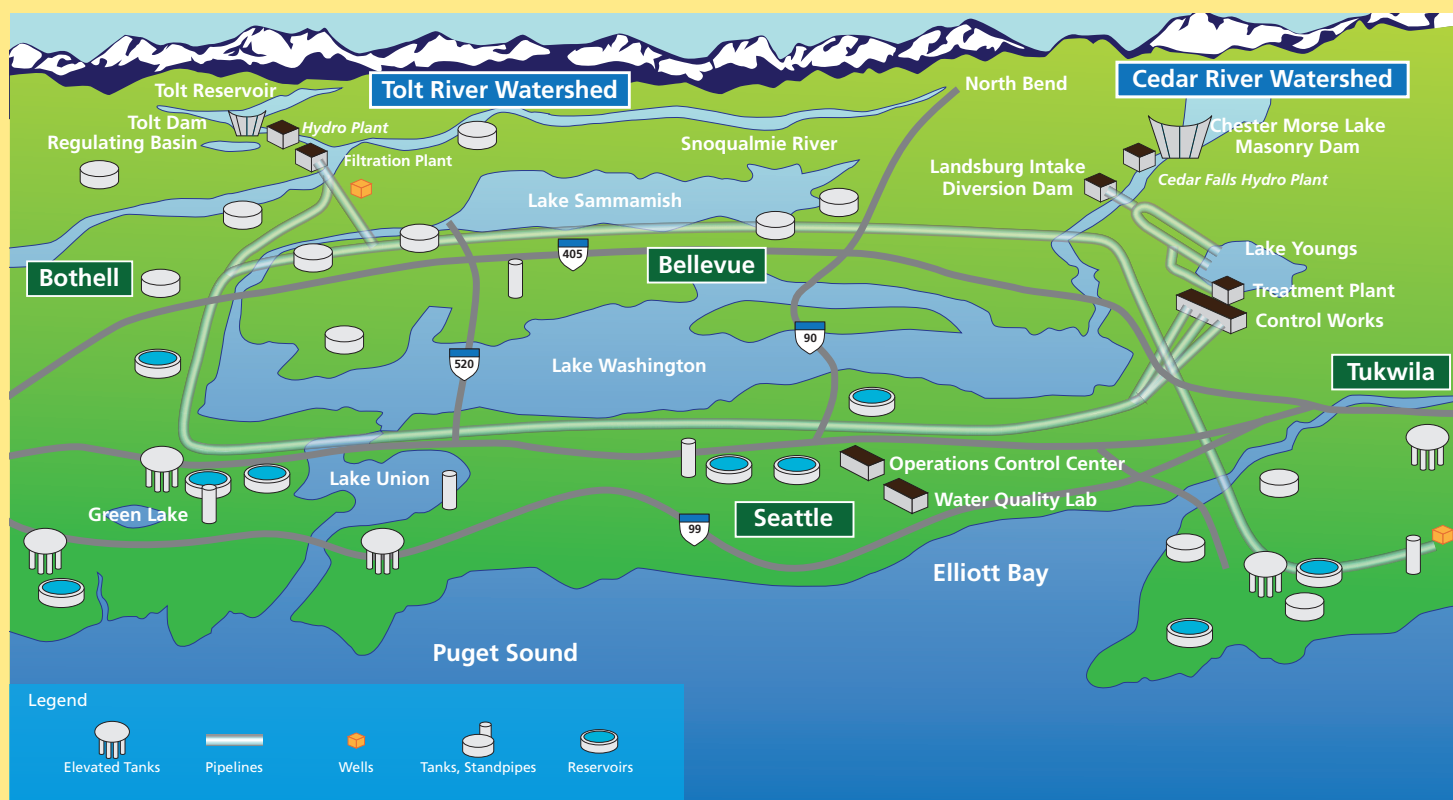 Tolt River Watershed
Cedar River Watershed
Tolt Reservoir
Tolt Dam
Regulating Basin
Hydro Plant
Filtration Plant
North Bend
Snoqualmie River
Chester Morse Lake
Masonry Dam
Landsburg Intake
Diversion Dam
Cedar Falls Hydro Plant
Lake Sammamish
Bothell
405
Bellevue
Lake Youngs
Treatment Plant
Control Works
520
Lake Washington
90
Tukwila
Lake Union
Operations Control Center
Water Quality Lab
Green Lake
99
Seattle
Elliott Bay
Puget Sound
Legend
Elevated Tanks
Pipelines
Wells
Tanks, Standpipes
Reservoirs